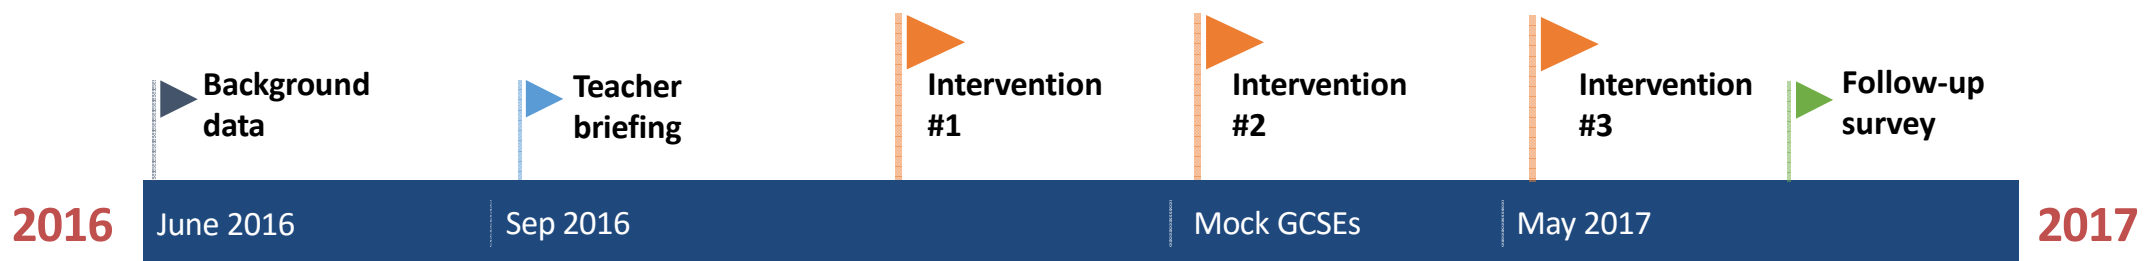 Background
data
Teacher
briefing
Intervention
#1
Intervention
#2
Intervention
#3
Follow-up
survey
2016
June 2016
Sep 2016
Mock GCSEs
May 2017
2017